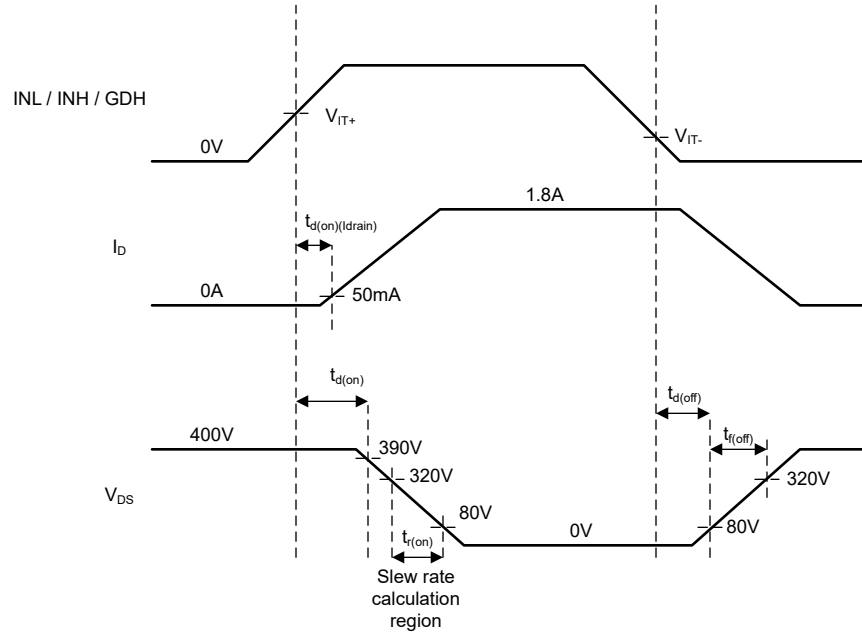 INL / INH / GDH
V_IT+
V_IT-
0V
1.8A
t_d(on)(Idrain)
I_D
50mA
0A
t_d(on)
t_d(off)
t_f(off)
400V
390V
320V
320V
V_DS
80V
0V
80V
t_r(on)
Slew rate
calculation
region